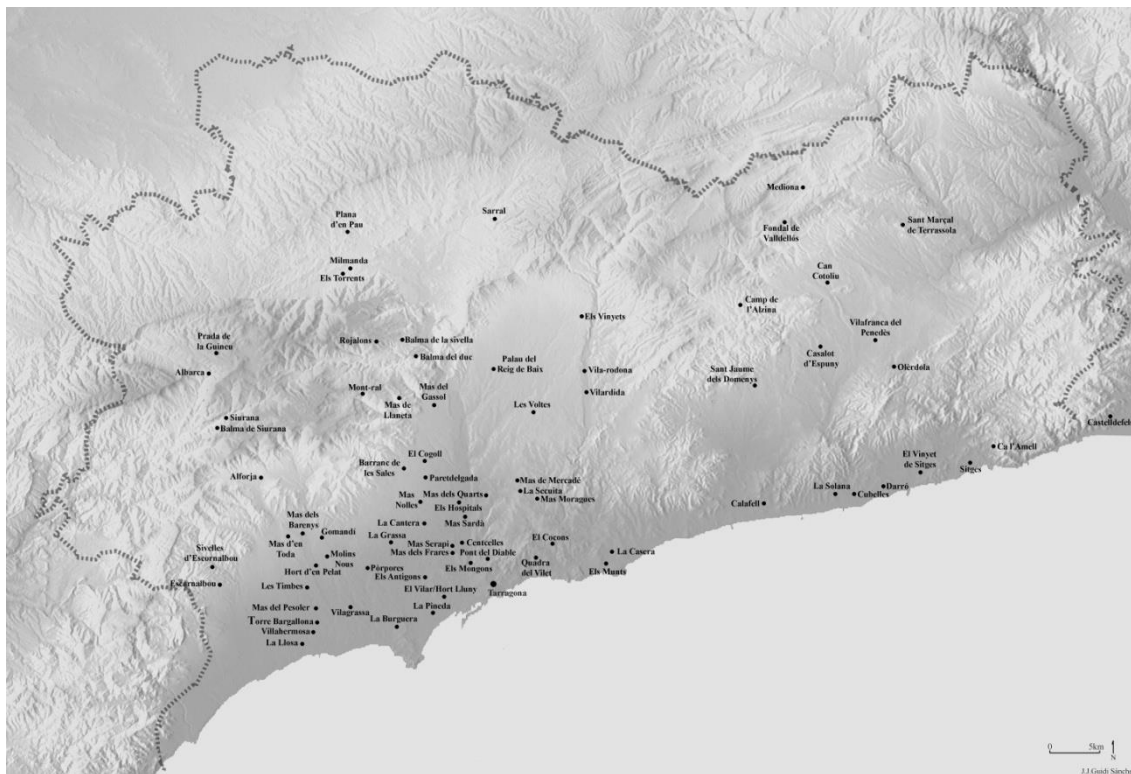 Mediona
Sarral
Plana
d'en Pau
Fondal de
Valldellós
Sant Marçal
de Terrassola
Milmanda
Els Torrents
Can
Cotoliu
Camp de
l'Alzina
Els Vinyets
Prada de
la Guineu
Rojalons
Balma de la sivella
Vilafranca del
Penedès
Balma del duc
Palau del
Reig de Baix
Casalot
d'Espuny
Albarca
Vila-rodona
Sant Jaume
dels Domenys
Olèrdola
Mont-ral
Mas del
Gassol
Vilardida
Mas de
Llaneta
Les Voltes
Siurana
Balma de Siurana
Castelldefels
Ca l'Amell
El Cogoll
Barranc de
les Sales
El Vinyet
de Sitges
Sitges
Alforja
Paretdelgada
Mas de Mercadé
La Secuita
Mas Moragues
La Solana
Darró
Cubelles
Calafell
Mas
Nolles
Mas dels Quarts
Els Hospitals
Mas Sardà
Mas dels
Barenys
Gomandí
La Cantera
Mas d'en
Toda
La Grassa
Mas Serapi
Centcelles
El Cocons
Sivelles
d'Escornalbou
Molins
Nous
Mas dels Frares
Pont del Diable
La Casera
Hort d'en Pelat
Pòrpores
Els Mongons
Quadra
del Vilet
Els Munts
Escornalbou
Les Timbes
Els Antigons
Tarragona
El Vilar/Hort Lluny
Mas del Pesoler
Vilagrassa
La Pineda
Torre Bargallona
La Burguera
Villahermosa
La Llosa
0 5km
N
J.J.Guidi Sánche